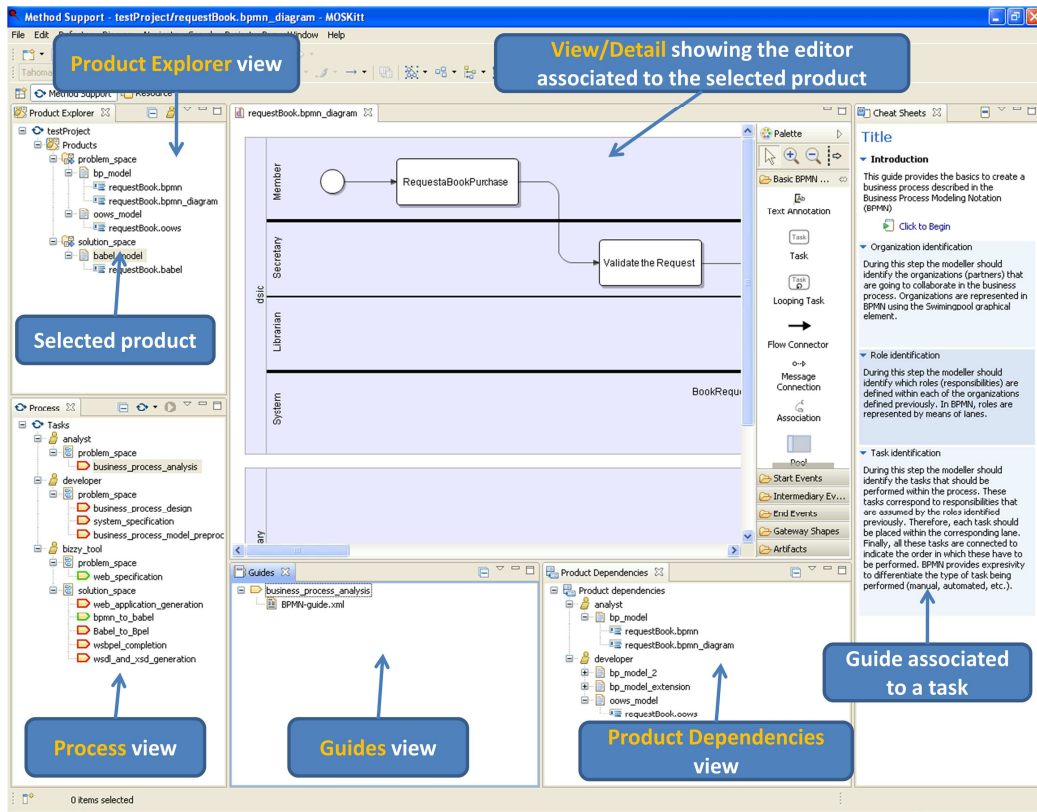 Method Support - testProject/requestBook.bpmn_diagram - MOSKitt
File Edit Window Help
Product Explorer view
View/Detail showing the editor
associated to the selected product
Tahoma
Method Support Resource
Product Explorer
testProject
Products
problem_space
bp_model
requestBook.bpmn
requestBook.bpmn_diagram
oows_model
requestBook.oows
solution_space
babel_model
requestBook.babel
Selected product
requestBook.bpmn_diagram
dsic
Member
RequestaBookPurchase
Secretary
Validate the Request
Librarian
System
BookReque
ary
Palette
Basic BPMN ...
Text Annotation
Task
Task
Task
Looping Task
Flow Connector
Message
Connection
Association
Pool
Start Events
Intermediary Ev...
End Events
Gateway Shapes
Artifacts
Cheat Sheets
Title
Introduction
This guide provides the basics to create a
business process described in the
Business Process Modeling Notation
(BPMN)
Click to Begin
Organization identification
During this step the modeller should
identify the organizations (partners) that
are going to collaborate in the business
process. Organizations are represented in
BPMN using the Swimingpool graphical
element.
Role identification
During this step the modeller should
identify which roles (responsibilities) are
defined within each of the organizations
defined previously. In BPMN, roles are
represented by means of lanes.
Task identification
During this step the modeller should
identify the tasks that should be
performed within the process. These
tasks correspond to responsibilities that
are assumed by the roles identified
previously. Therefore, each task should
be placed within the corresponding lane.
Finally, all these tasks are connected to
indicate the order in which these have to
be performed. BPMN provides expresivity
to differentiate the type of task being
performed (manual, automated, etc.).
Guide associated
to a task
Process
Tasks
analyst
problem_space
business_process_analysis
developer
problem_space
business_process_design
system_specification
business_process_model_preproc
bizzy_tool
problem_space
web_specification
solution_space
web_application_generation
bpmn_to_babel
Babel_to_Bpel
wsbpel_completion
wsdl_and_xsd_generation
Process view
Guides
business_process_analysis
BPMN-guide.xml
Guides view
Product Dependencies
Product dependencies
analyst
bp_model
requestBook.bpmn
requestBook.bpmn_diagram
developer
bp_model_2
bp_model_extension
oows_model
requestBook.oows
Product Dependencies
view
0 items selected